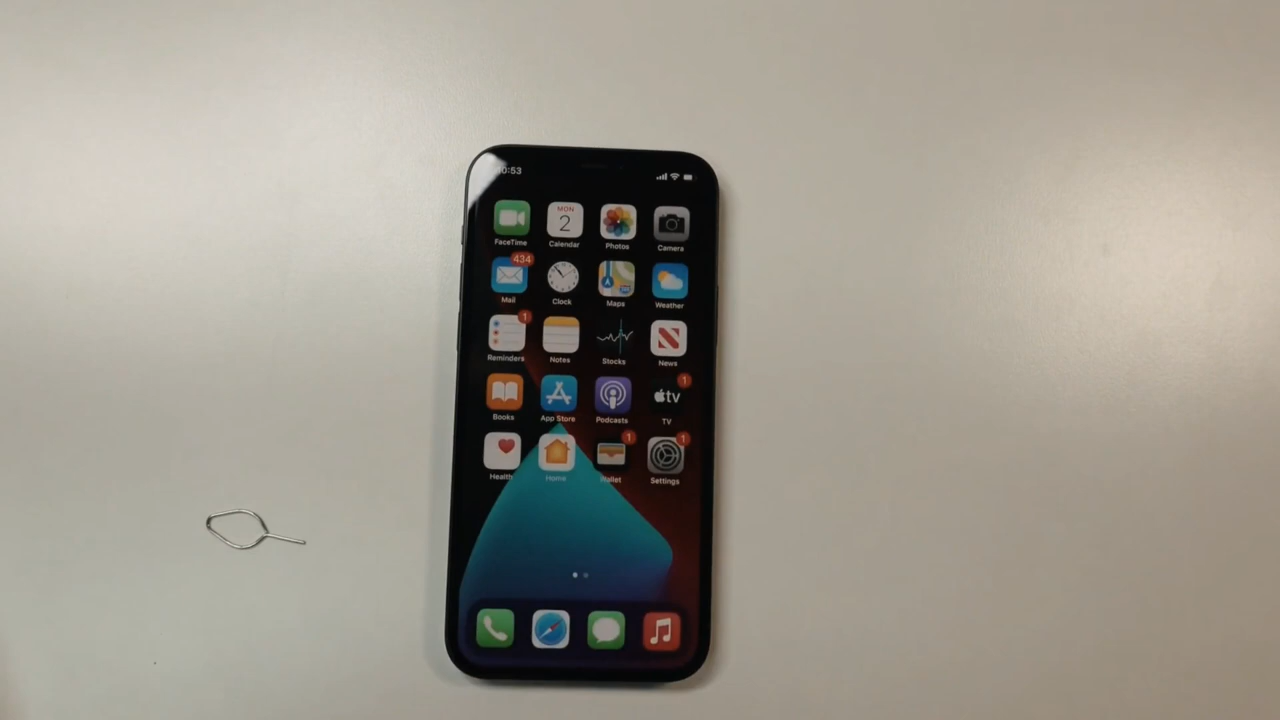 0:53
FaceTime
MON
2
Calendar
Photos
Camera
434
Mail
Clock
Maps
Weather
1
Reminders
Notes
Stocks
News
Books
App Store
Podcasts
1
tv
TV
Health
Home
1
Wallet
1
Settings